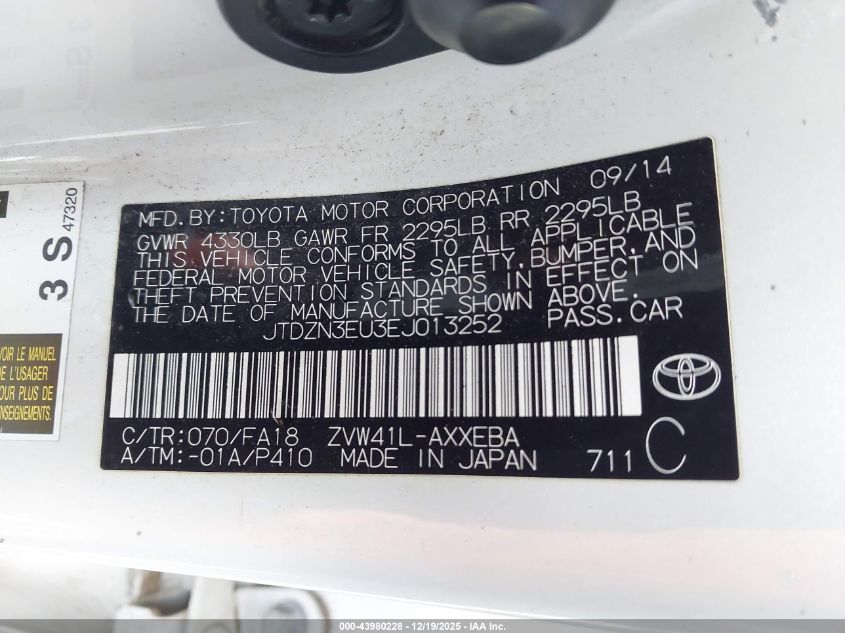 MFD. BY: TOYOTA MOTOR CORPORATION 09/14
GVWR 4330LB GAWR FR 2295LB RR 2295LB
THIS VEHICLE CONFORMS TO ALL APPLICABLE
FEDERAL MOTOR VEHICLE SAFETY, BUMPER, AND
THEFT PREVENTION STANDARDS IN EFFECT ON
THE DATE OF MANUFACTURE SHOWN ABOVE.
JTDZN3EU3EJ013252 PASS.CAR
C/TR:070/FA18 ZVW41L-AXXEBA
A/TM:-01A/P410 MADE IN JAPAN 711 C
3 S 47320
VOIR LE MANUEL
DE L'USAGER
POUR PLUS DE
RENSEIGNEMENTS.
000-43980228 - 12/19/2025 - IAA Inc.